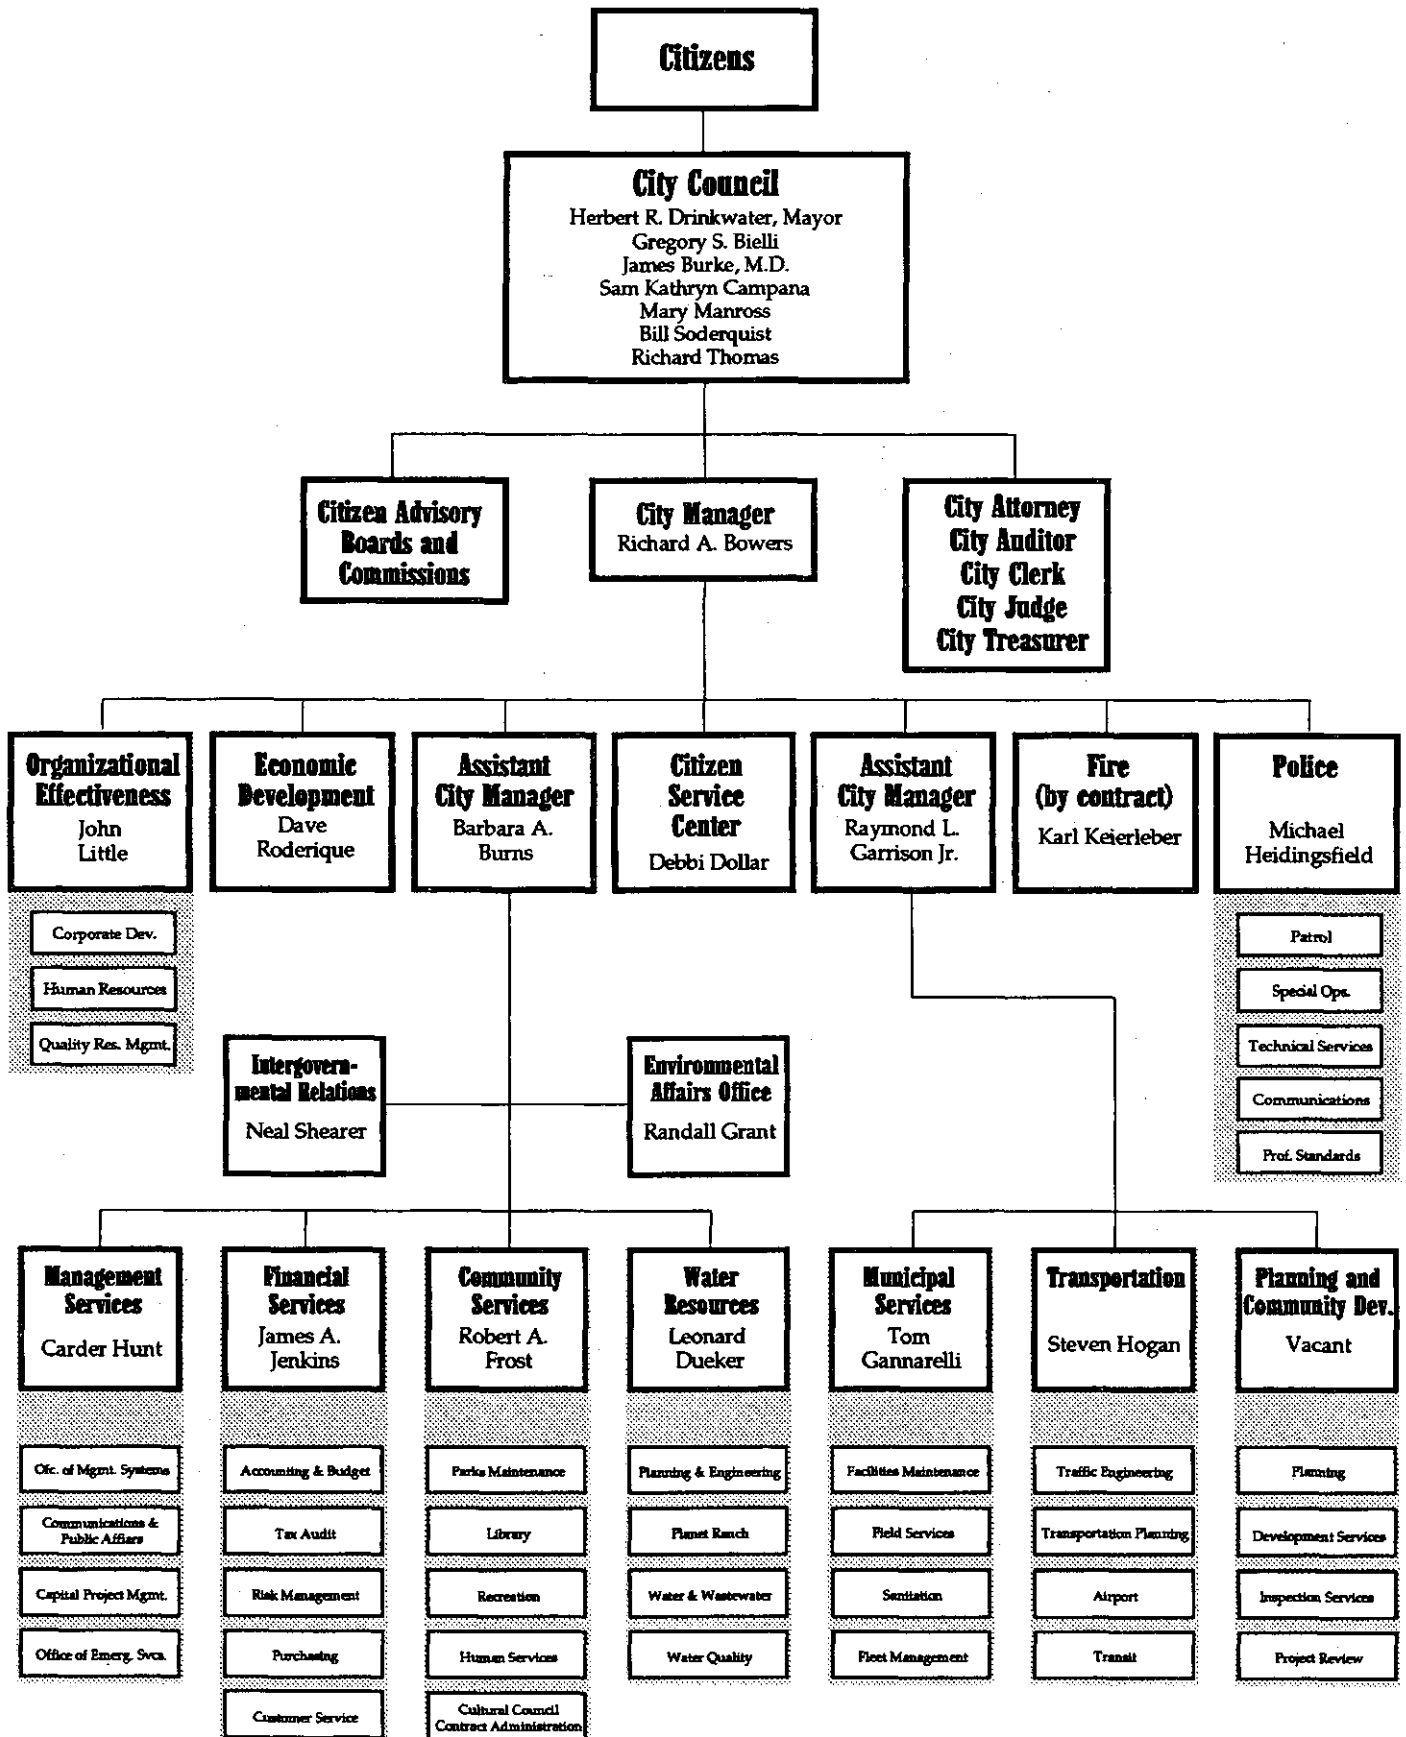 Citizens
City Council
Herbert R. Drinkwater, Mayor
Gregory S. Bielli
James Burke, M.D.
Sam Kathryn Campana
Mary Manross
Bill Soderquist
Richard Thomas
Citizen Advisory
Boards and
Commissions
City Manager
Richard A. Bowers
City Attorney
City Auditor
City Clerk
City Judge
City Treasurer
Organizational
Effectiveness
John
Little
Economic
Development
Dave
Roderique
Assistant
City Manager
Barbara A.
Burns
Citizen
Service
Center
Debbi Dollar
Assistant
City Manager
Raymond L.
Garrison Jr.
Fire
(by contract)
Karl Keierleber
Police
Michael
Heidingsfield
Corporate Dev.
Human Resources
Quality Res. Mgmt.
Patrol
Special Ops.
Technical Services
Communications
Prof. Standards
Intergovern-
mental Relations
Neal Shearer
Environmental
Affairs Office
Randall Grant
Management
Services
Carder Hunt
Financial
Services
James A.
Jenkins
Community
Services
Robert A.
Frost
Water
Resources
Leonard
Dueker
Municipal
Services
Tom
Gannarelli
Transportation
Steven Hogan
Planning and
Community Dev.
Vacant
Ofc. of Mgmt. Systems
Communications &
Public Affiars
Capital Project Mgmt.
Office of Emerg. Svcs.
Accounting & Budget
Tax Audit
Risk Management
Purchasing
Customer Service
Parks Maintenance
Library
Recreation
Human Services
Cultural Council
Contract Administration
Planning & Engineering
Planet Ranch
Water & Wastewater
Water Quality
Facilities Maintenance
Field Services
Sanitation
Fleet Management
Traffic Engineering
Transportation Planning
Airport
Transit
Planning
Development Services
Inspection Services
Project Review